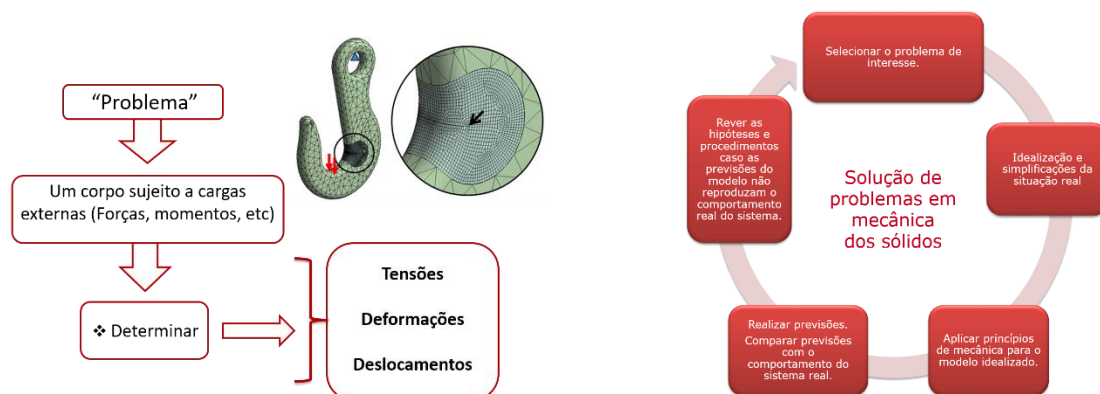 “Problema”
Um corpo sujeito a cargas
externas (Forças, momentos, etc)
❖ Determinar
Tensões
Deformações
Deslocamentos
Selecionar o problema de
interesse.
Idealização e
simplificações da
situação real
Aplicar princípios
de mecânica para o
modelo idealizado.
Realizar previsões.
Comparar previsões
com o
comportamento do
sistema real.
Rever as
hipóteses e
procedimentos
caso as
previsões do
modelo não
reproduzam o
comportamento
real do sistema.
Solução de
problemas em
mecânica
dos sólidos